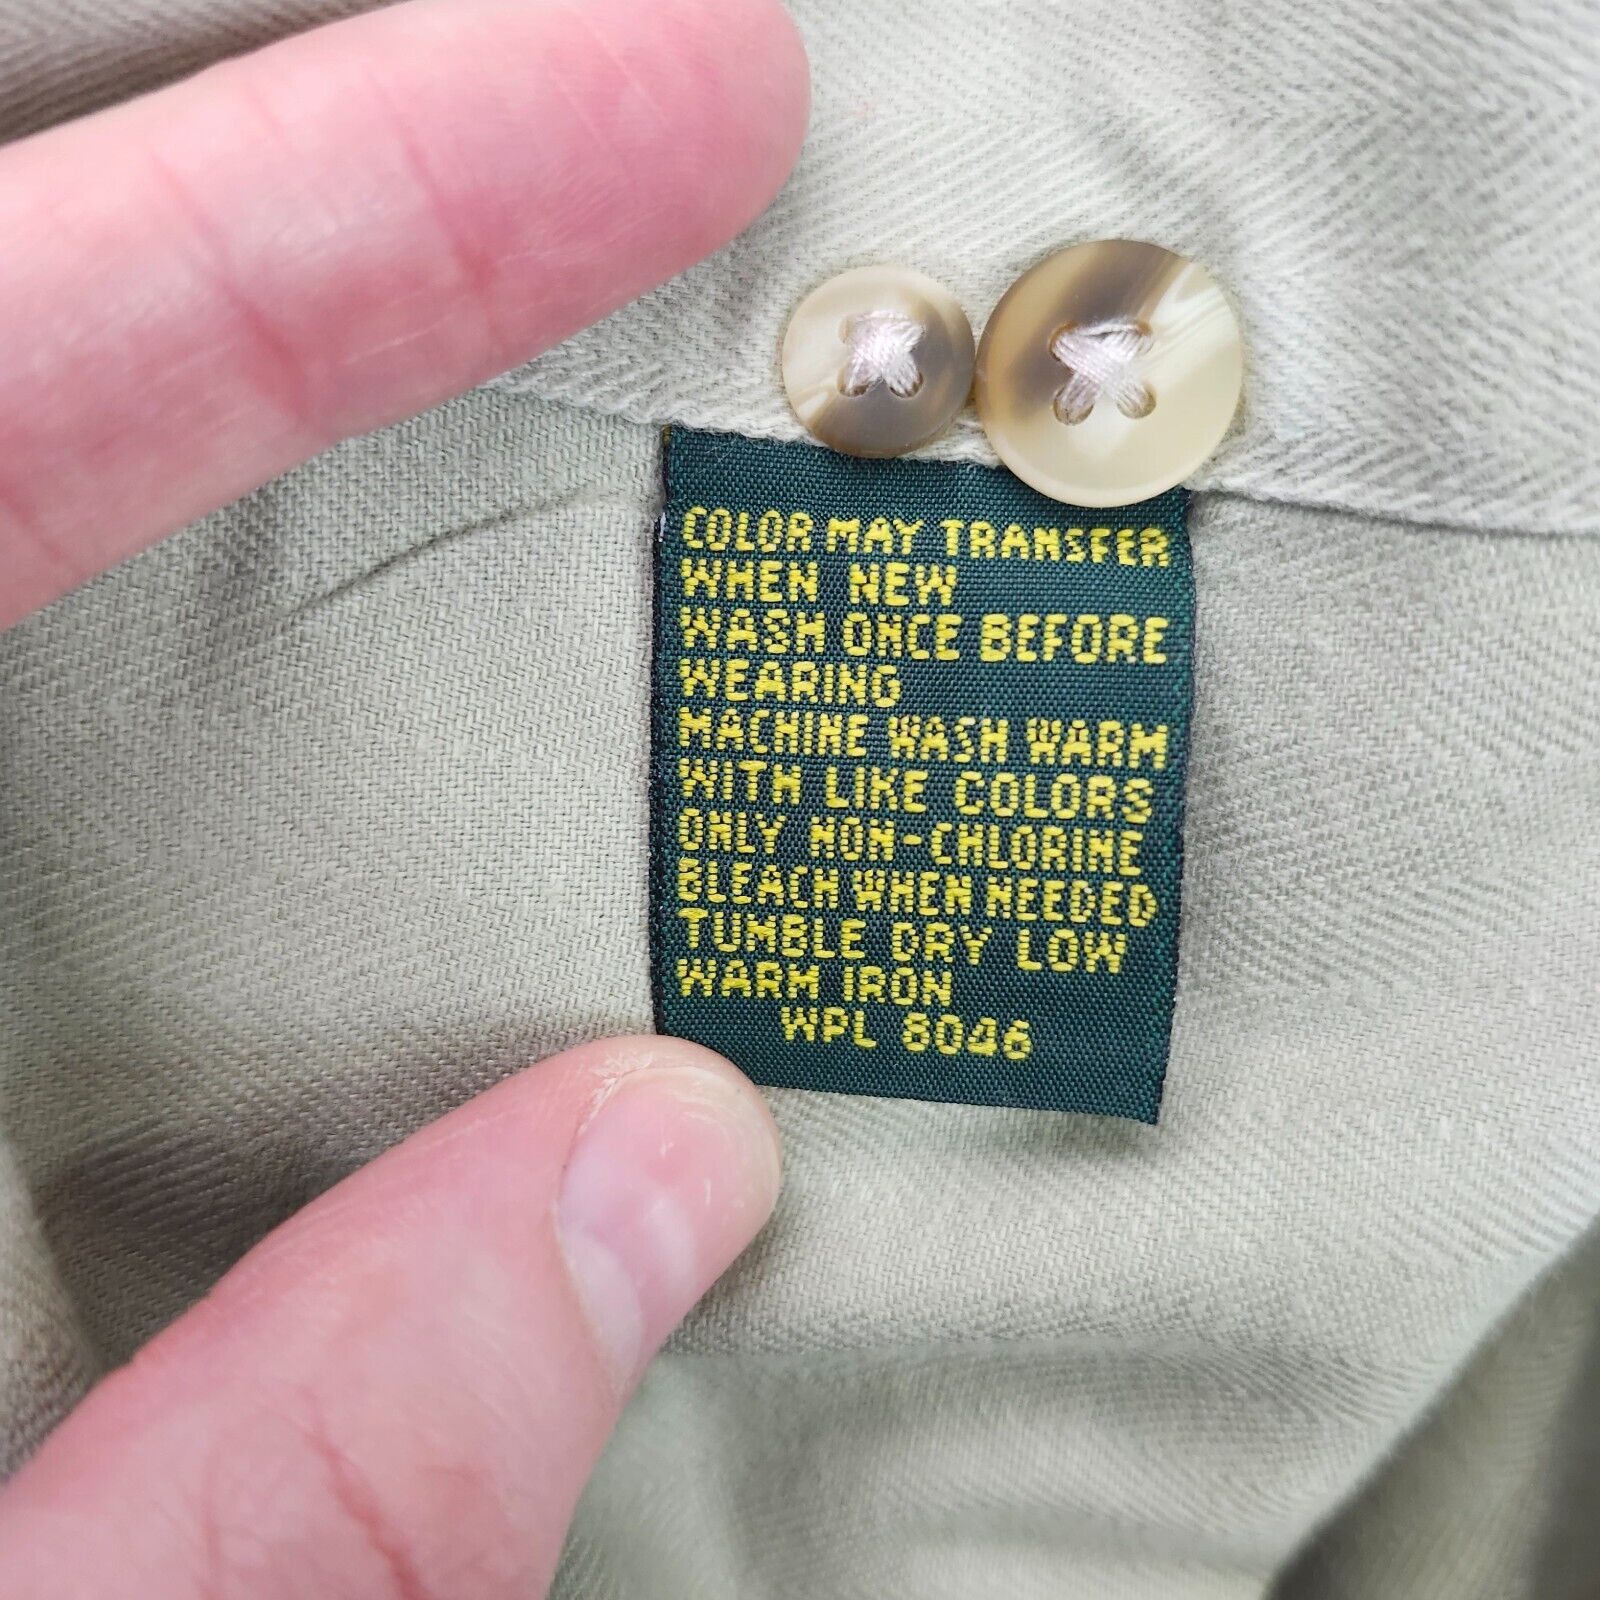 COLOR MAY TRANSFER
WHEN NEW
WASH ONCE BEFORE
WEARING
MACHINE WASH WARM
WITH LIKE COLORS
ONLY NON-CHLORINE
BLEACH WHEN NEEDED
TUMBLE DRY LOW
WARM IRON
WPL 8046